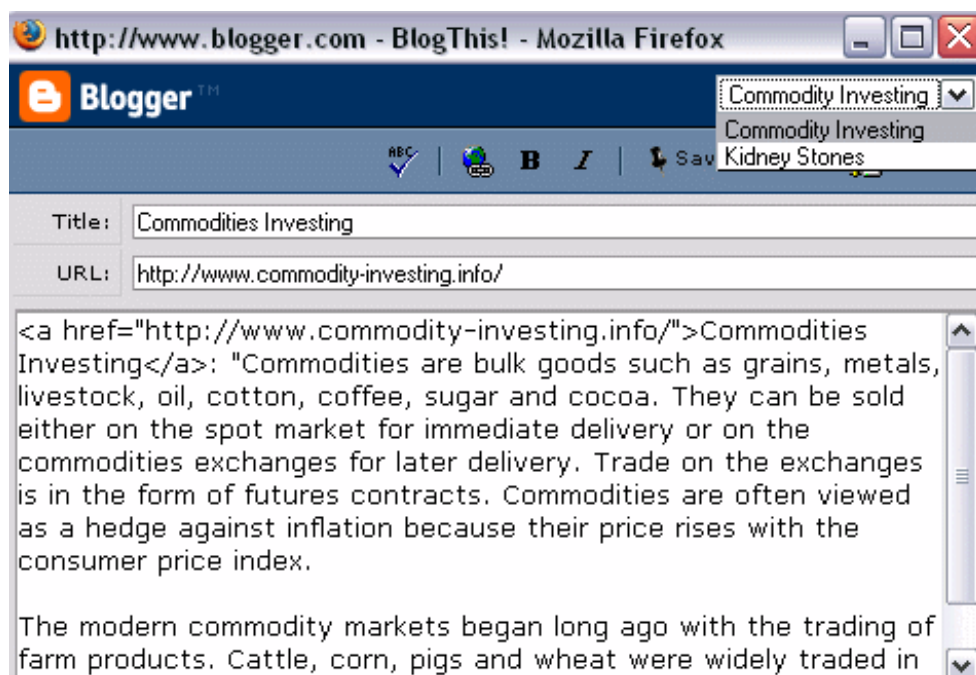 http://www.blogger.com - BlogThis! - Mozilla Firefox
Blogger™
Commodity Investing
Commodity Investing
Kidney Stones
ABC
B I
Sav
Title: Commodities Investing
URL: http://www.commodity-investing.info/
<a href="http://www.commodity-investing.info/">Commodities
Investing</a>: "Commodities are bulk goods such as grains, metals,
livestock, oil, cotton, coffee, sugar and cocoa. They can be sold
either on the spot market for immediate delivery or on the
commodities exchanges for later delivery. Trade on the exchanges
is in the form of futures contracts. Commodities are often viewed
as a hedge against inflation because their price rises with the
consumer price index.
The modern commodity markets began long ago with the trading of
farm products. Cattle, corn, pigs and wheat were widely traded in